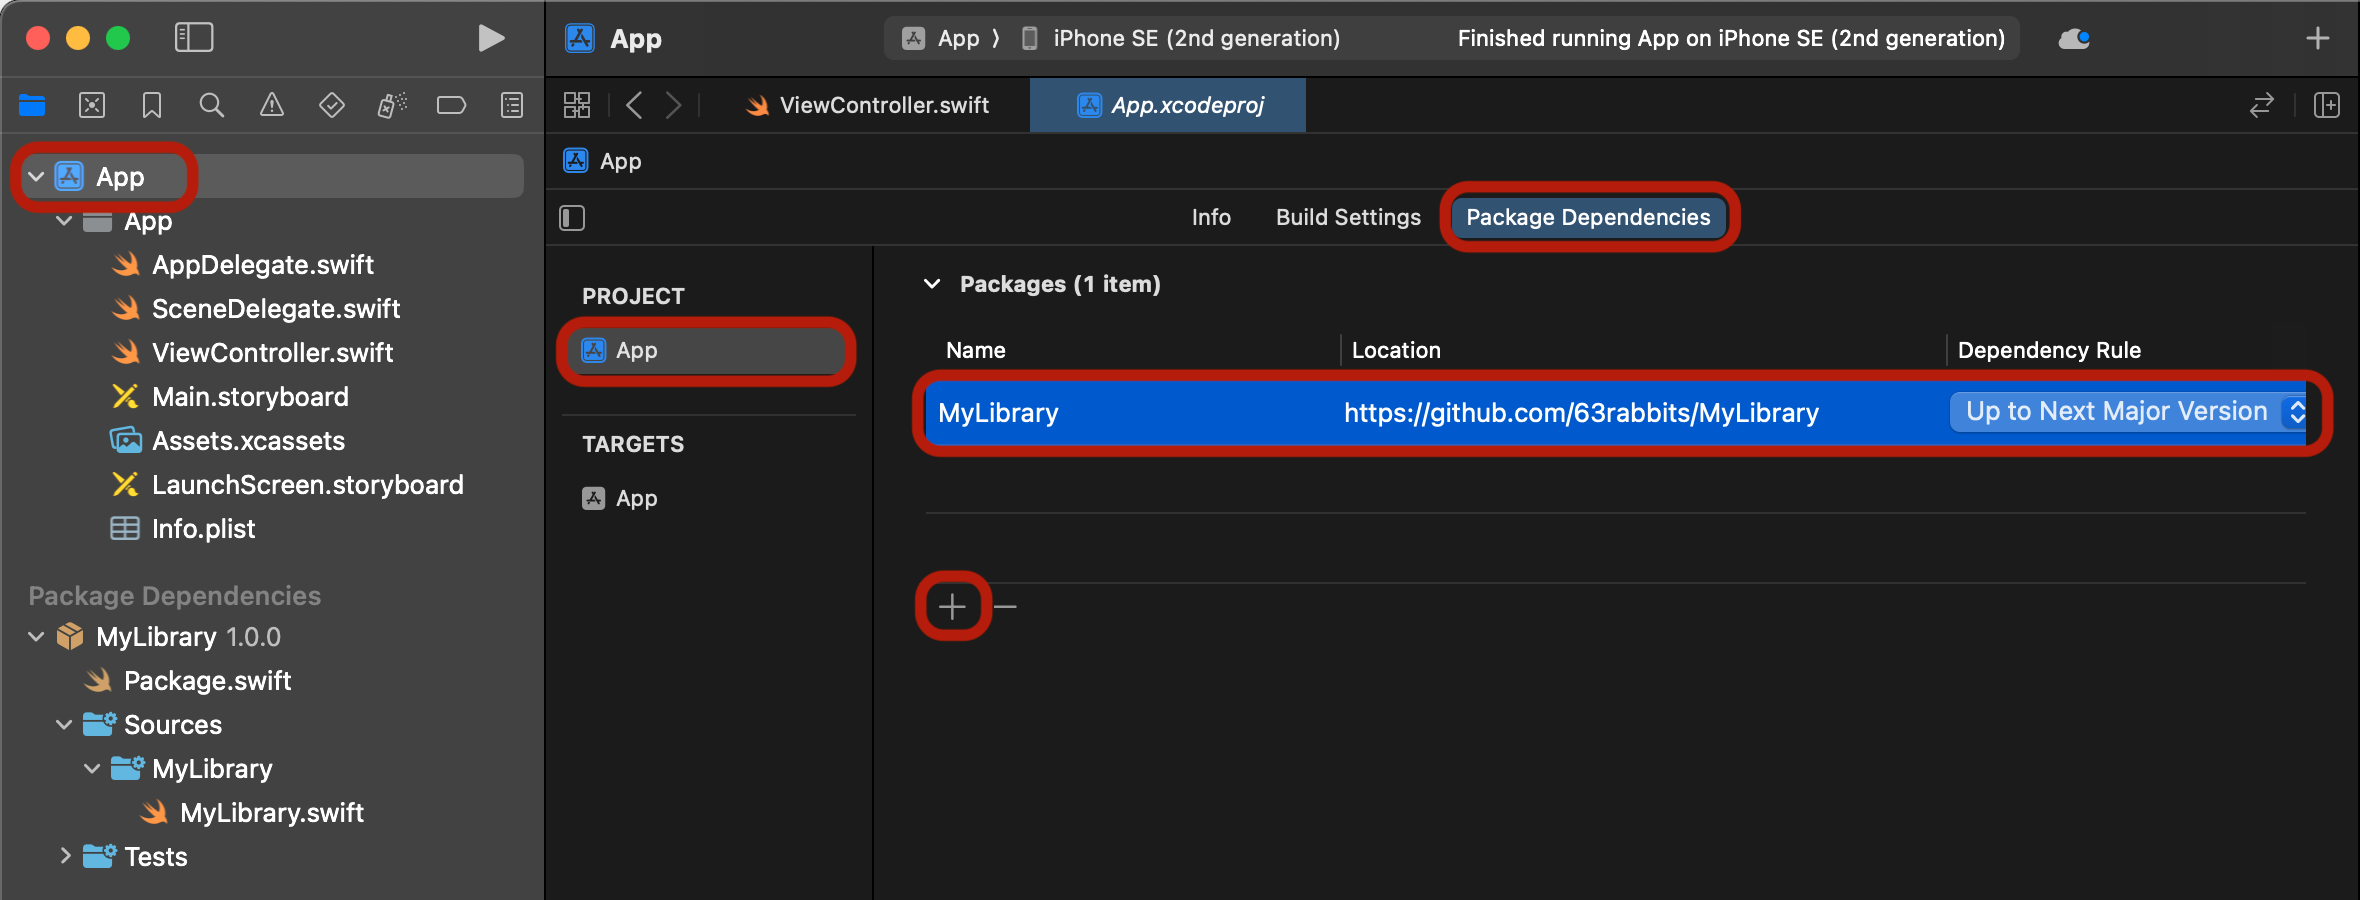 App
App
AppDelegate.swift
SceneDelegate.swift
ViewController.swift
Main.storyboard
Assets.xcassets
LaunchScreen.storyboard
Info.plist
Package Dependencies
MyLibrary 1.0.0
Package.swift
Sources
MyLibrary
MyLibrary.swift
Tests
App
App 〉 iPhone SE (2nd generation)
Finished running App on iPhone SE (2nd generation)
ViewController.swift
App.xcodeproj
App
Info
Build Settings
Package Dependencies
PROJECT
App
TARGETS
App
Packages (1 item)
Name
Location
Dependency Rule
MyLibrary
https://github.com/63rabbits/MyLibrary
Up to Next Major Version